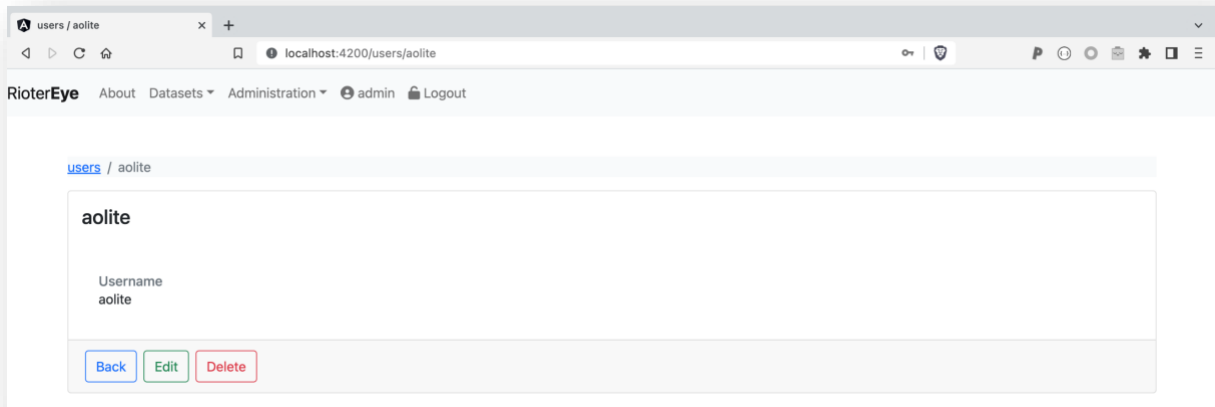 users / aolite
localhost:4200/users/aolite
RioterEye About Datasets Administration admin Logout
users / aolite
aolite
Username
aolite
Back Edit Delete